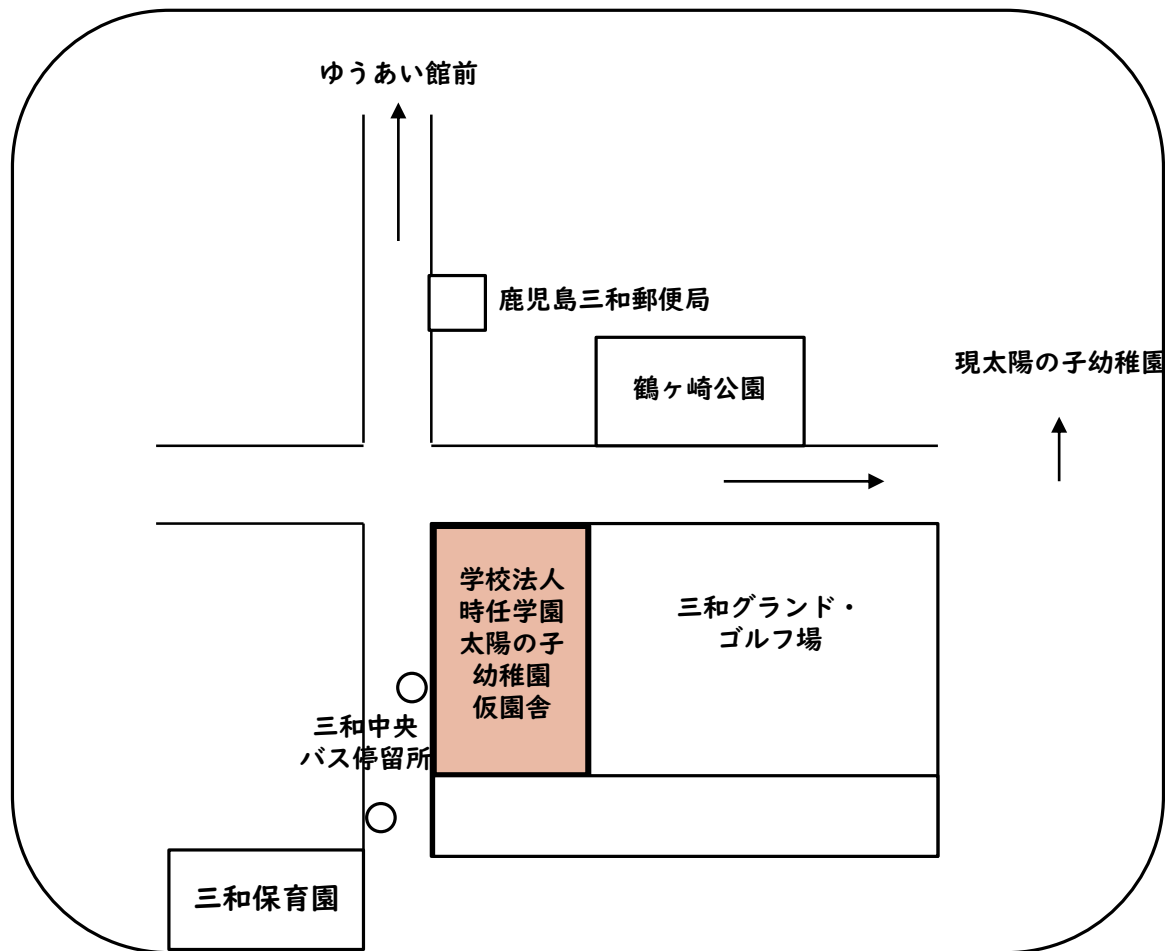 ゆうあい館前
鹿児島三和郵便局
鶴ヶ崎公園
現太陽の子幼稚園
学校法人
時任学園
太陽の子
幼稚園
仮園舎
三和グランド・
ゴルフ場
三和中央
バス停留所
三和保育園